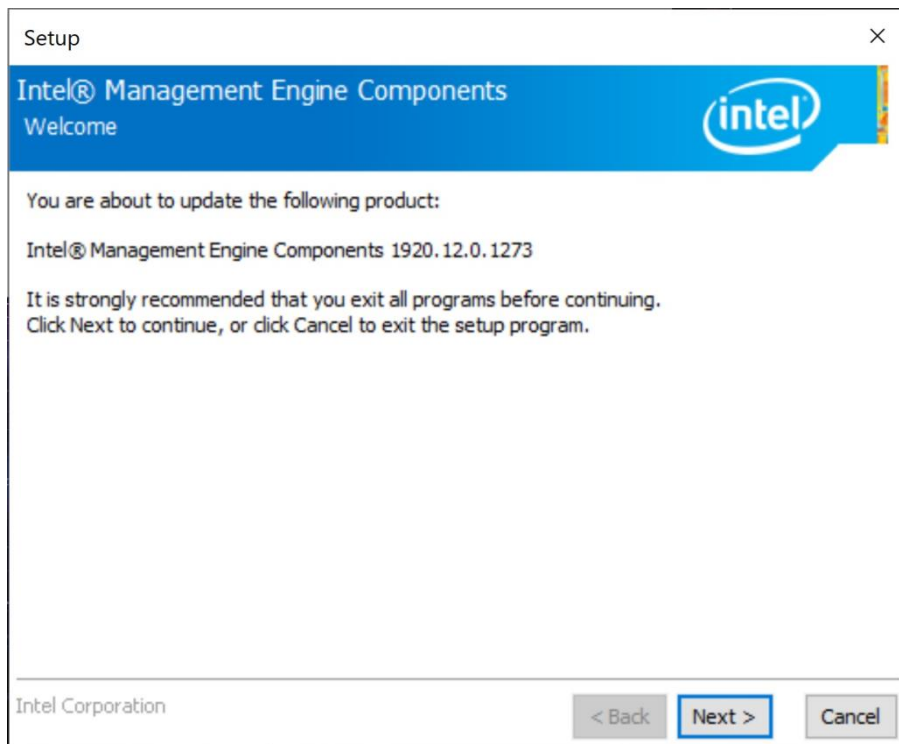 Setup
Intel® Management Engine Components
Welcome
intel
You are about to update the following product:
Intel® Management Engine Components 1920.12.0.1273
It is strongly recommended that you exit all programs before continuing.
Click Next to continue, or click Cancel to exit the setup program.
Intel Corporation
< Back Next > Cancel